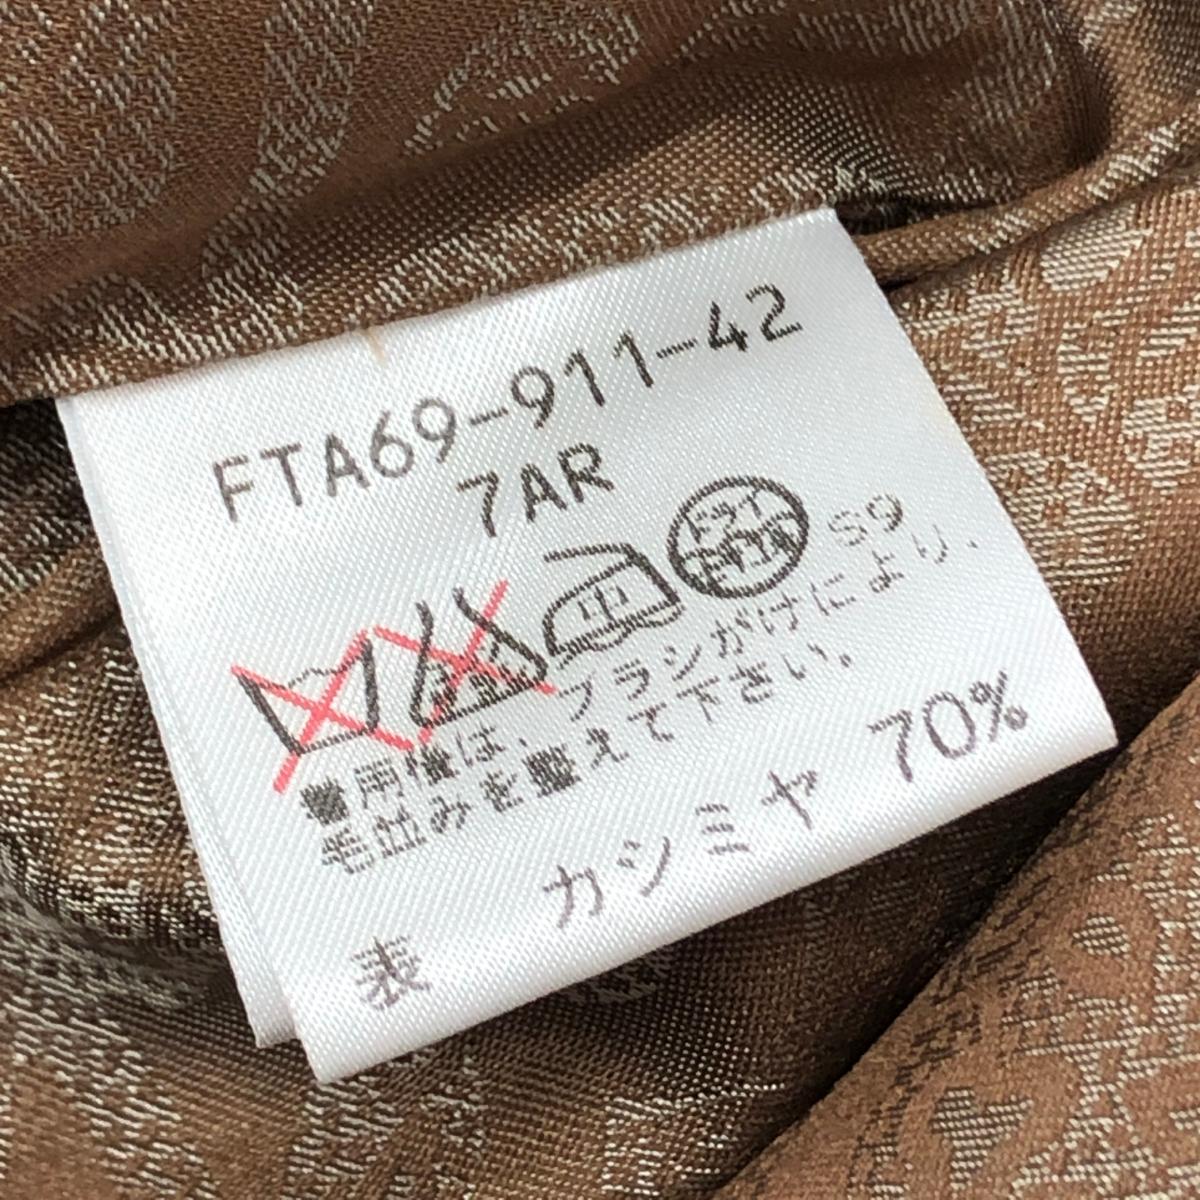 FTA69-911-42
7AR
ドライ
S9
中
着用後は、ブラシがけにより、
毛並みを整えて下さい。
表 カシミヤ 70%